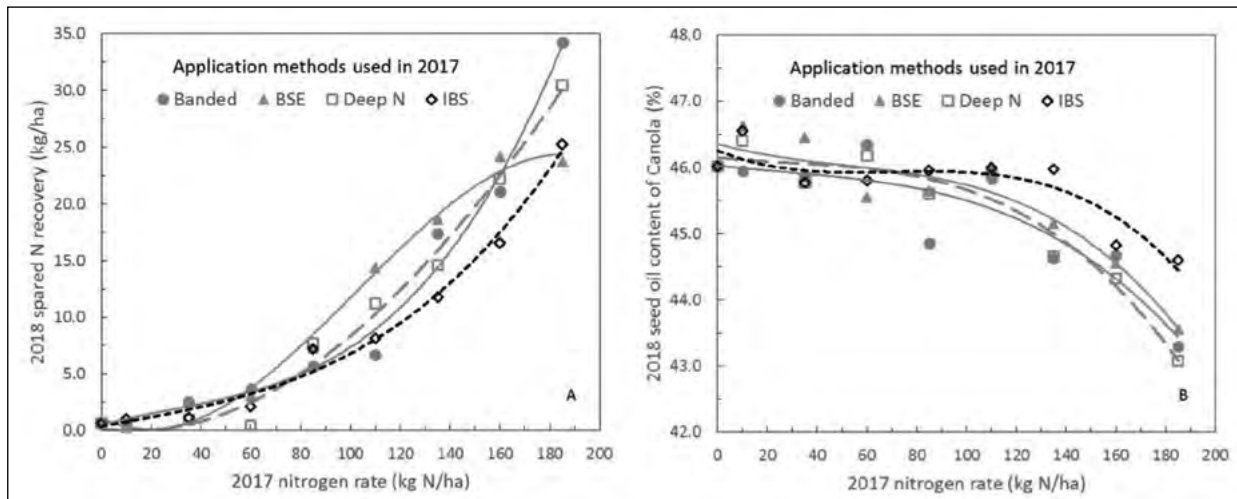 35.0
30.0
25.0
20.0
15.0
10.0
5.0
0.0
2018 spared N recovery (kg/ha)
Application methods used in 2017
Banded BSE Deep N IBS
A
0 20 40 60 80 100 120 140 160 180 200
2017 nitrogen rate (kg N/ha)
48.0
47.0
46.0
45.0
44.0
43.0
42.0
2018 seed oil content of Canola (%)
Application methods used in 2017
Banded BSE Deep N IBS
B
0 20 40 60 80 100 120 140 160 180 200
2017 nitrogen rate (kg N/ha)